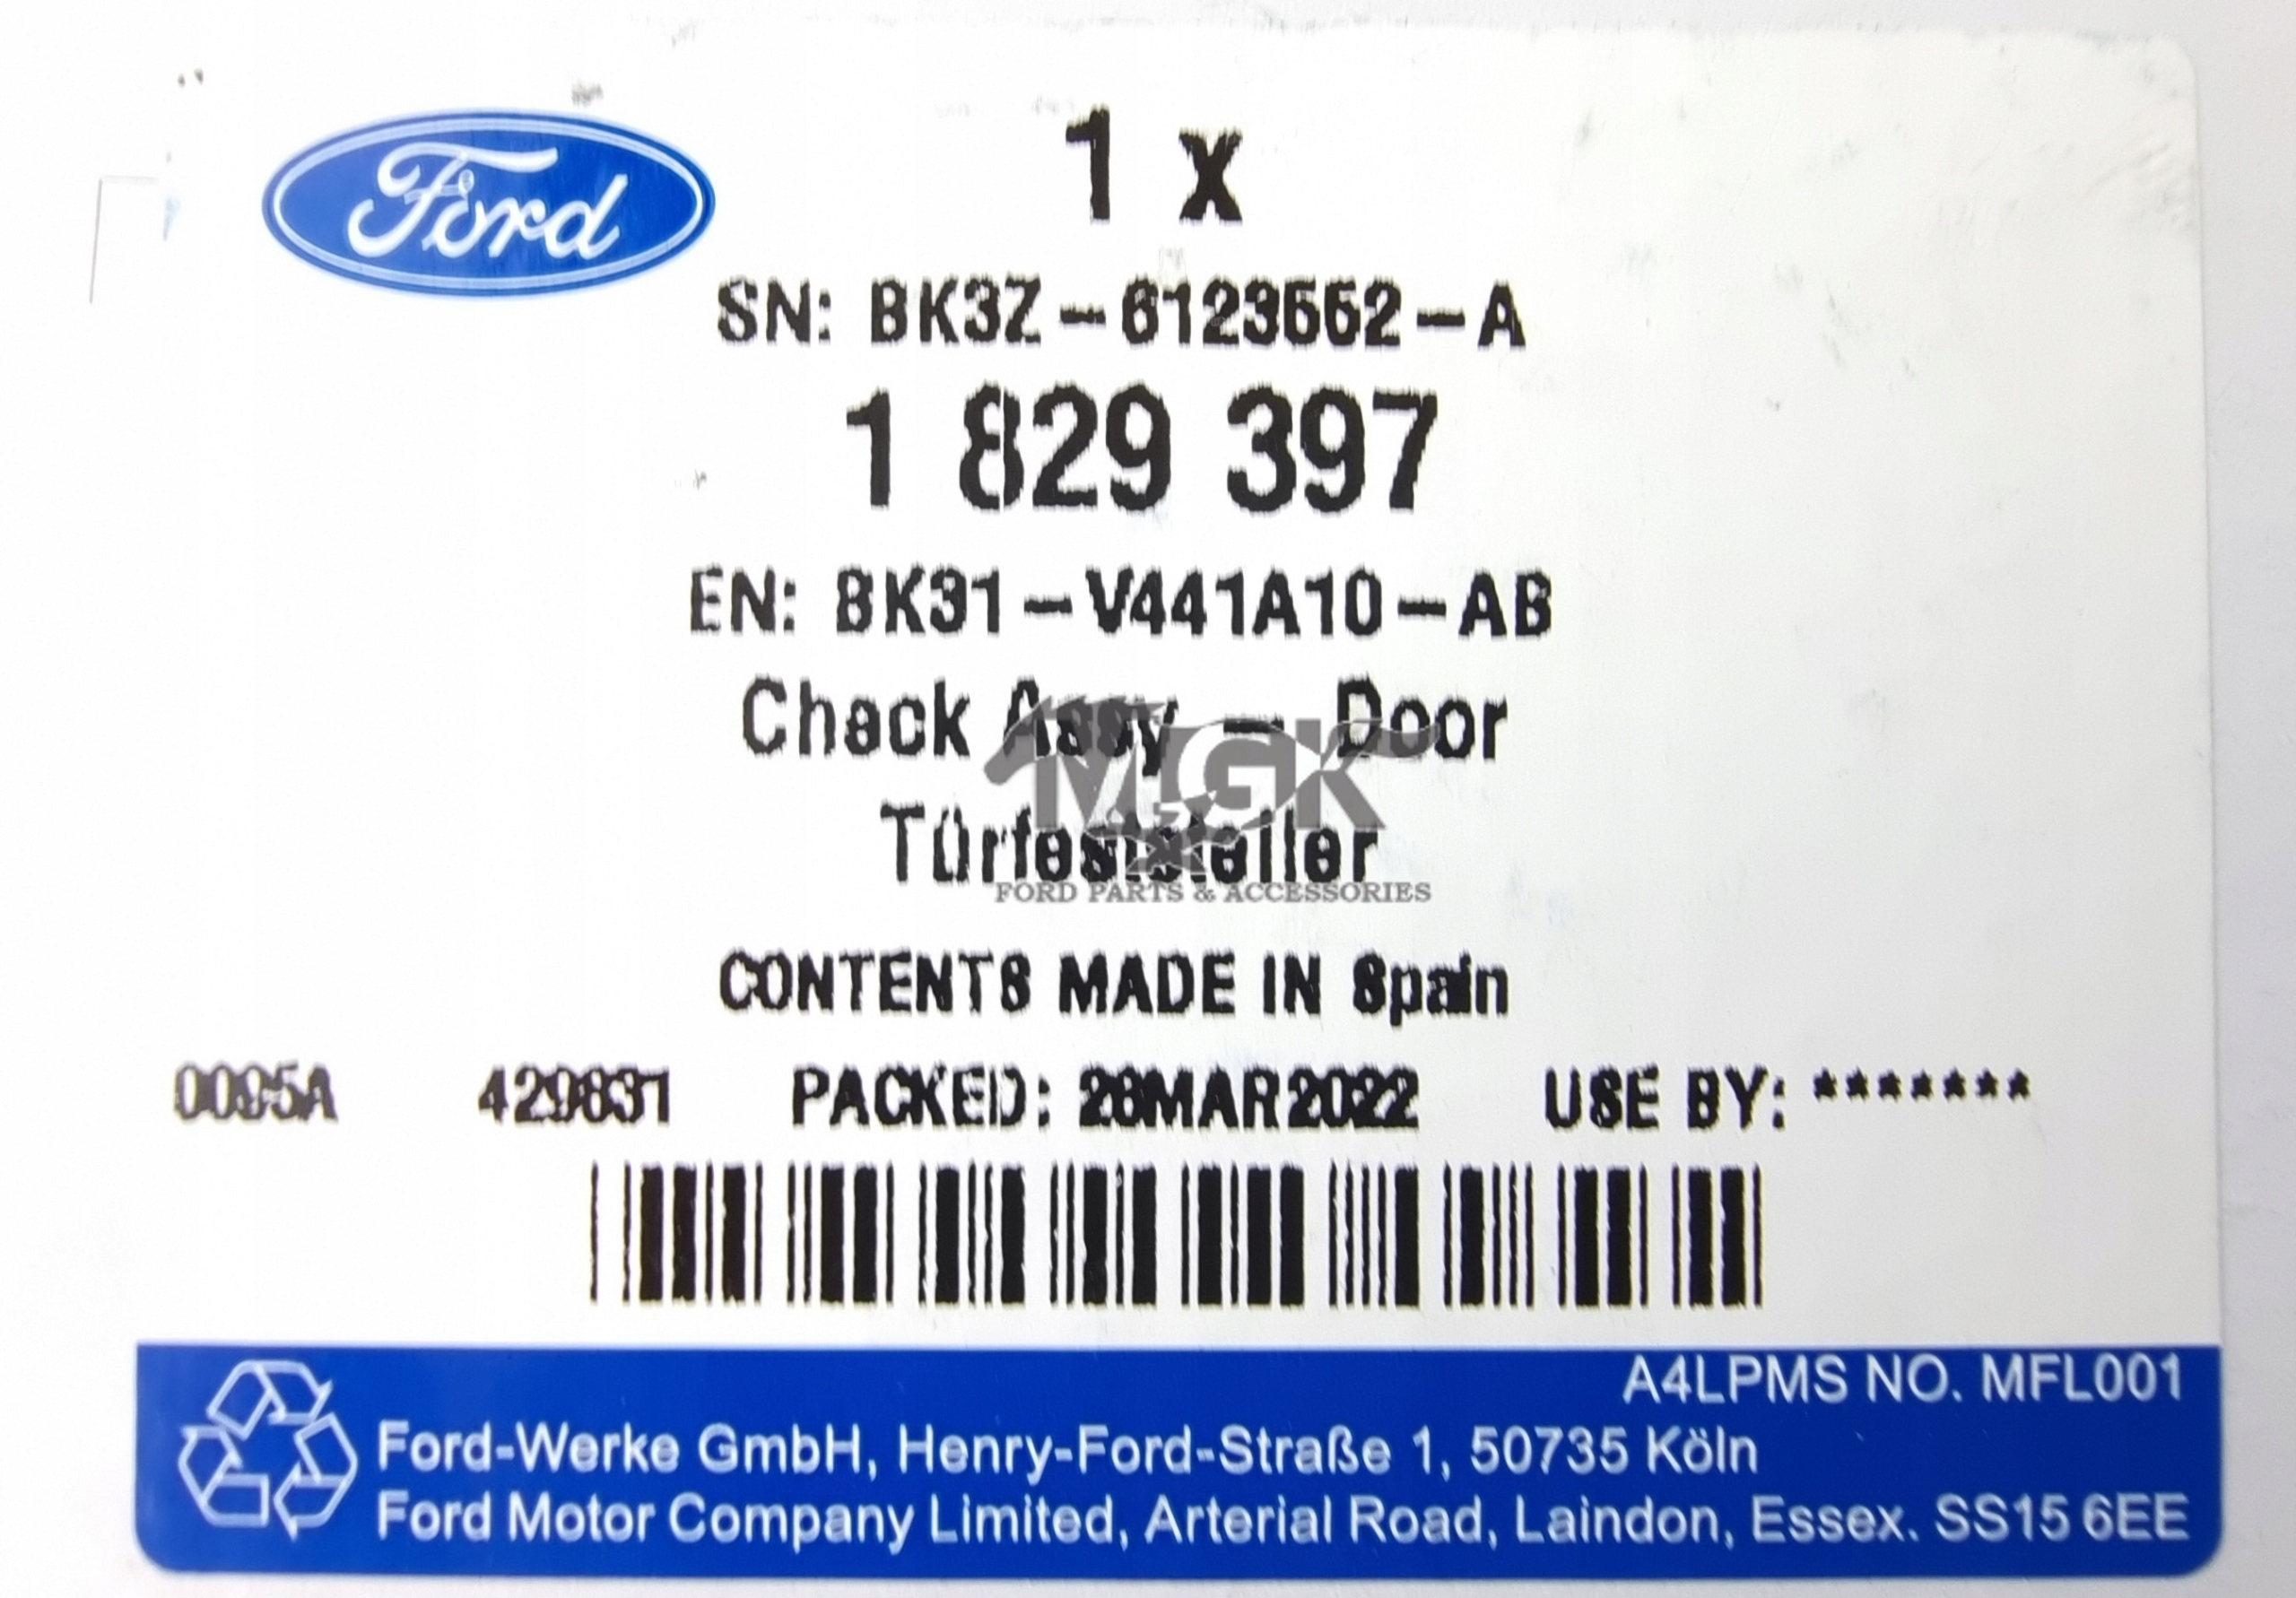 Ford
1 x
SN: BK3Z-6123552-A
1 829 397
EN: BK31-V441A10-AB
Check Assy - Door
MGK
Türfeststeller
FORD PARTS & ACCESSORIES
CONTENTS MADE IN Spain
0095A 429631 PACKED: 28MAR2022 USE BY: *******
A4LPMS NO. MFL001
Ford-Werke GmbH, Henry-Ford-Straße 1, 50735 Köln
Ford Motor Company Limited, Arterial Road, Laindon, Essex. SS15 6EE